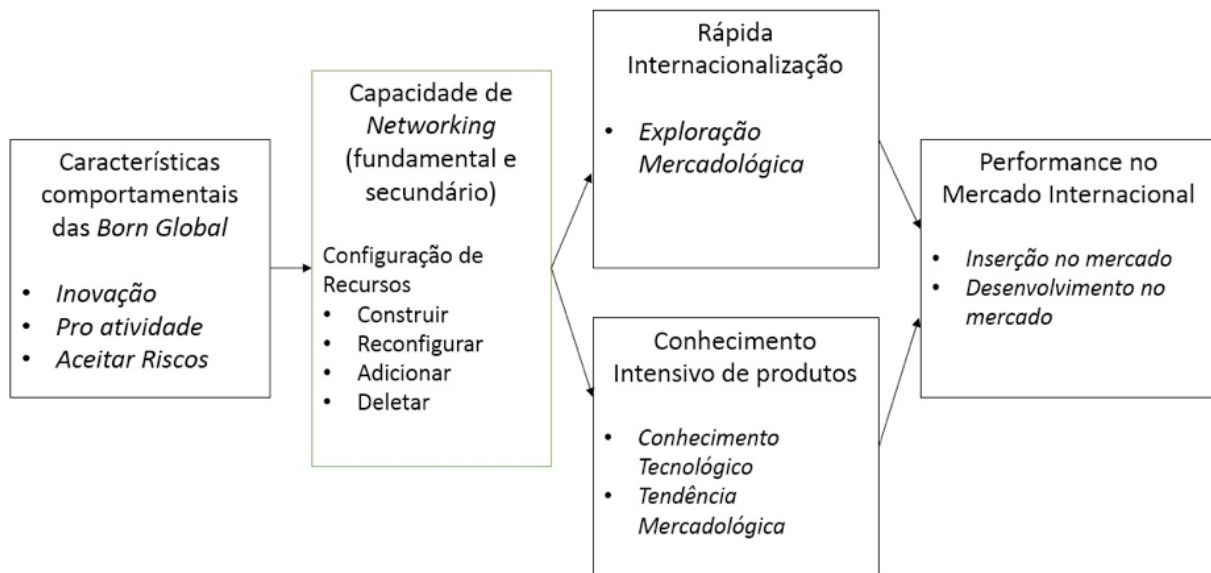 Características
comportamentais
das Born Global
• Inovação
• Pro atividade
• Aceitar Riscos
Capacidade de
Networking
(fundamental e
secundário)
Configuração de
Recursos
• Construir
• Reconfigurar
• Adicionar
• Deletar
Rápida
Internacionalização
• Exploração
Mercadológica
Conhecimento
Intensivo de produtos
• Conhecimento
Tecnológico
• Tendência
Mercadológica
Performance no
Mercado Internacional
• Inserção no mercado
• Desenvolvimento no
mercado